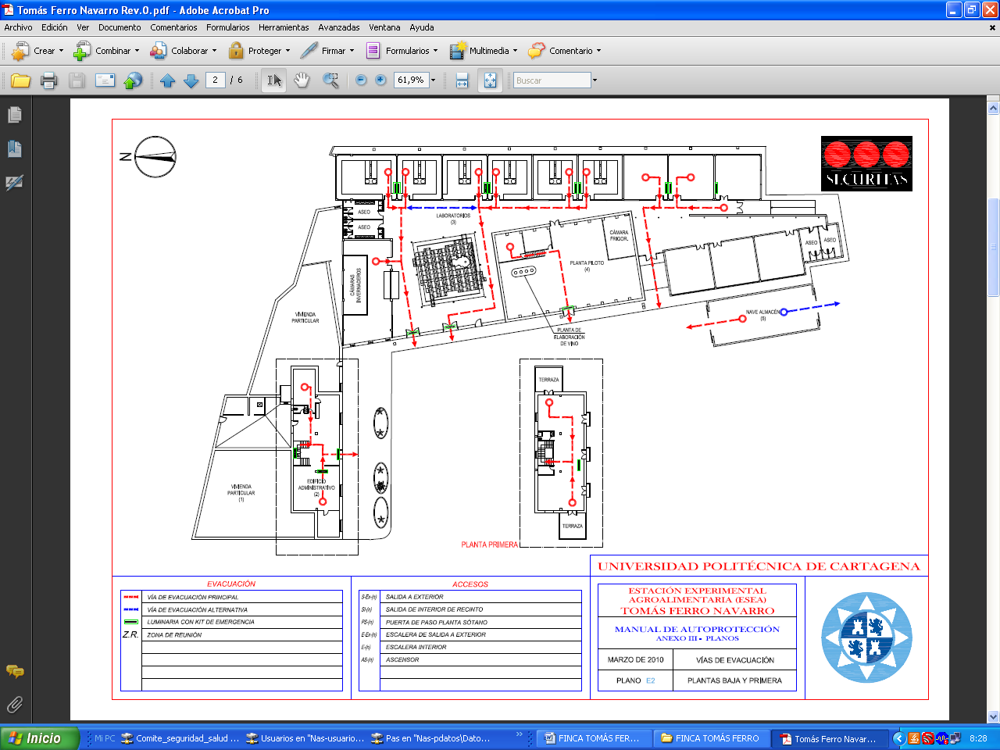 Tomás Ferro Navarro Rev.0.pdf - Adobe Acrobat Pro
Archivo Edición Ver Documento Comentarios Formularios Herramientas Avanzadas Ventana Ayuda
Crear Combinar Colaborar Proteger Firmar Formularios Multimedia Comentario
2 / 6 61,9% Buscar
N
SECURITAS
ASEO
ASEO
LABORATORIOS
(3)
CÁMARA
FRIGOR.
PLANTA PILOTO
(4)
ASEO ASEO
CÁMARAS
INVERNADEROS
VIVIENDA
PARTICULAR
NAVE ALMACÉN
(5)
PLANTA DE
ELABORACIÓN
DE VINO
TERRAZA
EDIFICIO
ADMINISTRATIVO
(2)
VIVIENDA
PARTICULAR
(1)
TERRAZA
PLANTA PRIMERA
UNIVERSIDAD POLITÉCNICA DE CARTAGENA
EVACUACIÓN
VÍA DE EVACUACIÓN PRINCIPAL
VÍA DE EVACUACIÓN ALTERNATIVA
LUMINARIA CON KIT DE EMERGENCIA
Z.R. ZONA DE REUNIÓN
ACCESOS
S-Ex-(n) SALIDA A EXTERIOR
SI-(n) SALIDA DE INTERIOR DE RECINTO
PS-(n) PUERTA DE PASO PLANTA SÓTANO
E-Ex-(n) ESCALERA DE SALIDA A EXTERIOR
E-(n) ESCALERA INTERIOR
AS-(n) ASCENSOR
ESTACIÓN EXPERIMENTAL
AGROALIMENTARIA (ESEA)
TOMÁS FERRO NAVARRO
MANUAL DE AUTOPROTECCIÓN
ANEXO III - PLANOS
MARZO DE 2010 VÍAS DE EVACUACIÓN
PLANO E2 PLANTAS BAJA Y PRIMERA
Inicio Mi PC Comite_seguridad_salud ... Usuarios en "Nas-usuario... Pas en "Nas-pdatos\Dato... FINCA TOMÁS FER... FINCA TOMÁS FERRO Tomás Ferro Navar... 8:28